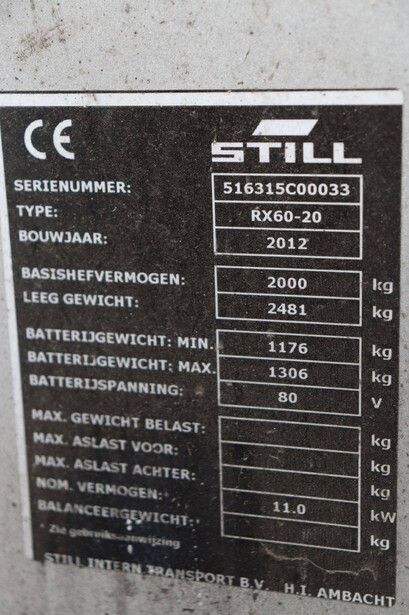 CE STILL
SERIENUMMER: 516315C00033
TYPE: RX60-20
BOUWJAAR: 2012
BASISHEFVERMOGEN: 2000 kg
LEEG GEWICHT: 2481 kg
BATTERIJGEWICHT: MIN. 1176 kg
BATTERIJGEWICHT: MAX. 1306 kg
BATTERIJSPANNING: 80 V
MAX. GEWICHT BELAST: kg
MAX. ASLAST VOOR: kg
MAX. ASLAST ACHTER: kg
NOM. VERMOGEN: 11.0 kW
BALANCEERGEWICHT: kg
* Zie gebruiksaanwijzing
STILL INTERN TRANSPORT B.V. H.I. AMBACHT